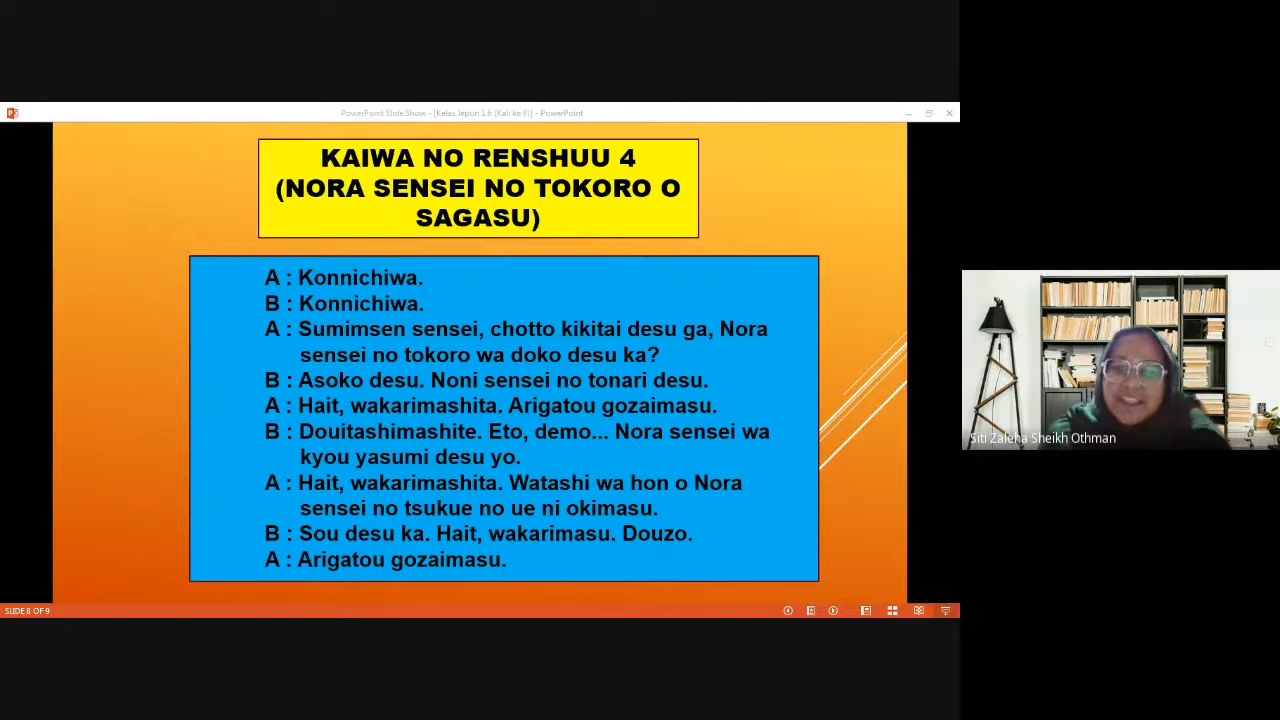 PowerPoint Slide Show - [Kelas Jepun 1.6 (Kali ke 9)] - PowerPoint
KAIWA NO RENSHUU 4
(NORA SENSEI NO TOKORO O
SAGASU)
A : Konnichiwa.
B : Konnichiwa.
A : Sumimsen sensei, chotto kikitai desu ga, Nora
sensei no tokoro wa doko desu ka?
B : Asoko desu. Noni sensei no tonari desu.
A : Hait, wakarimashita. Arigatou gozaimasu.
B : Douitashimashite. Eto, demo... Nora sensei wa
kyou yasumi desu yo.
A : Hait, wakarimashita. Watashi wa hon o Nora
sensei no tsukue no ue ni okimasu.
B : Sou desu ka. Hait, wakarimasu. Douzo.
A : Arigatou gozaimasu.
Siti Zaleha Sheikh Othman
SLIDE 8 OF 9